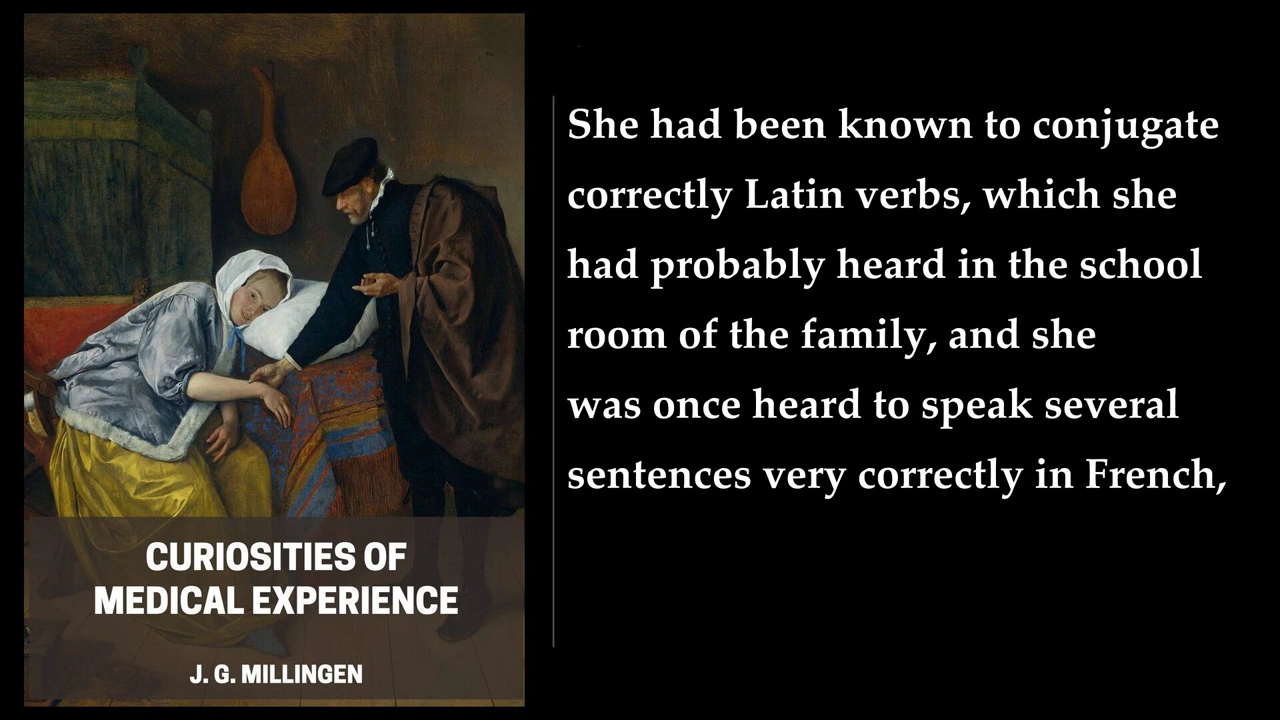 She had been known to conjugate
correctly Latin verbs, which she
had probably heard in the school
room of the family, and she
was once heard to speak several
sentences very correctly in French,
CURIOSITIES OF
MEDICAL EXPERIENCE
J. G. MILLINGEN